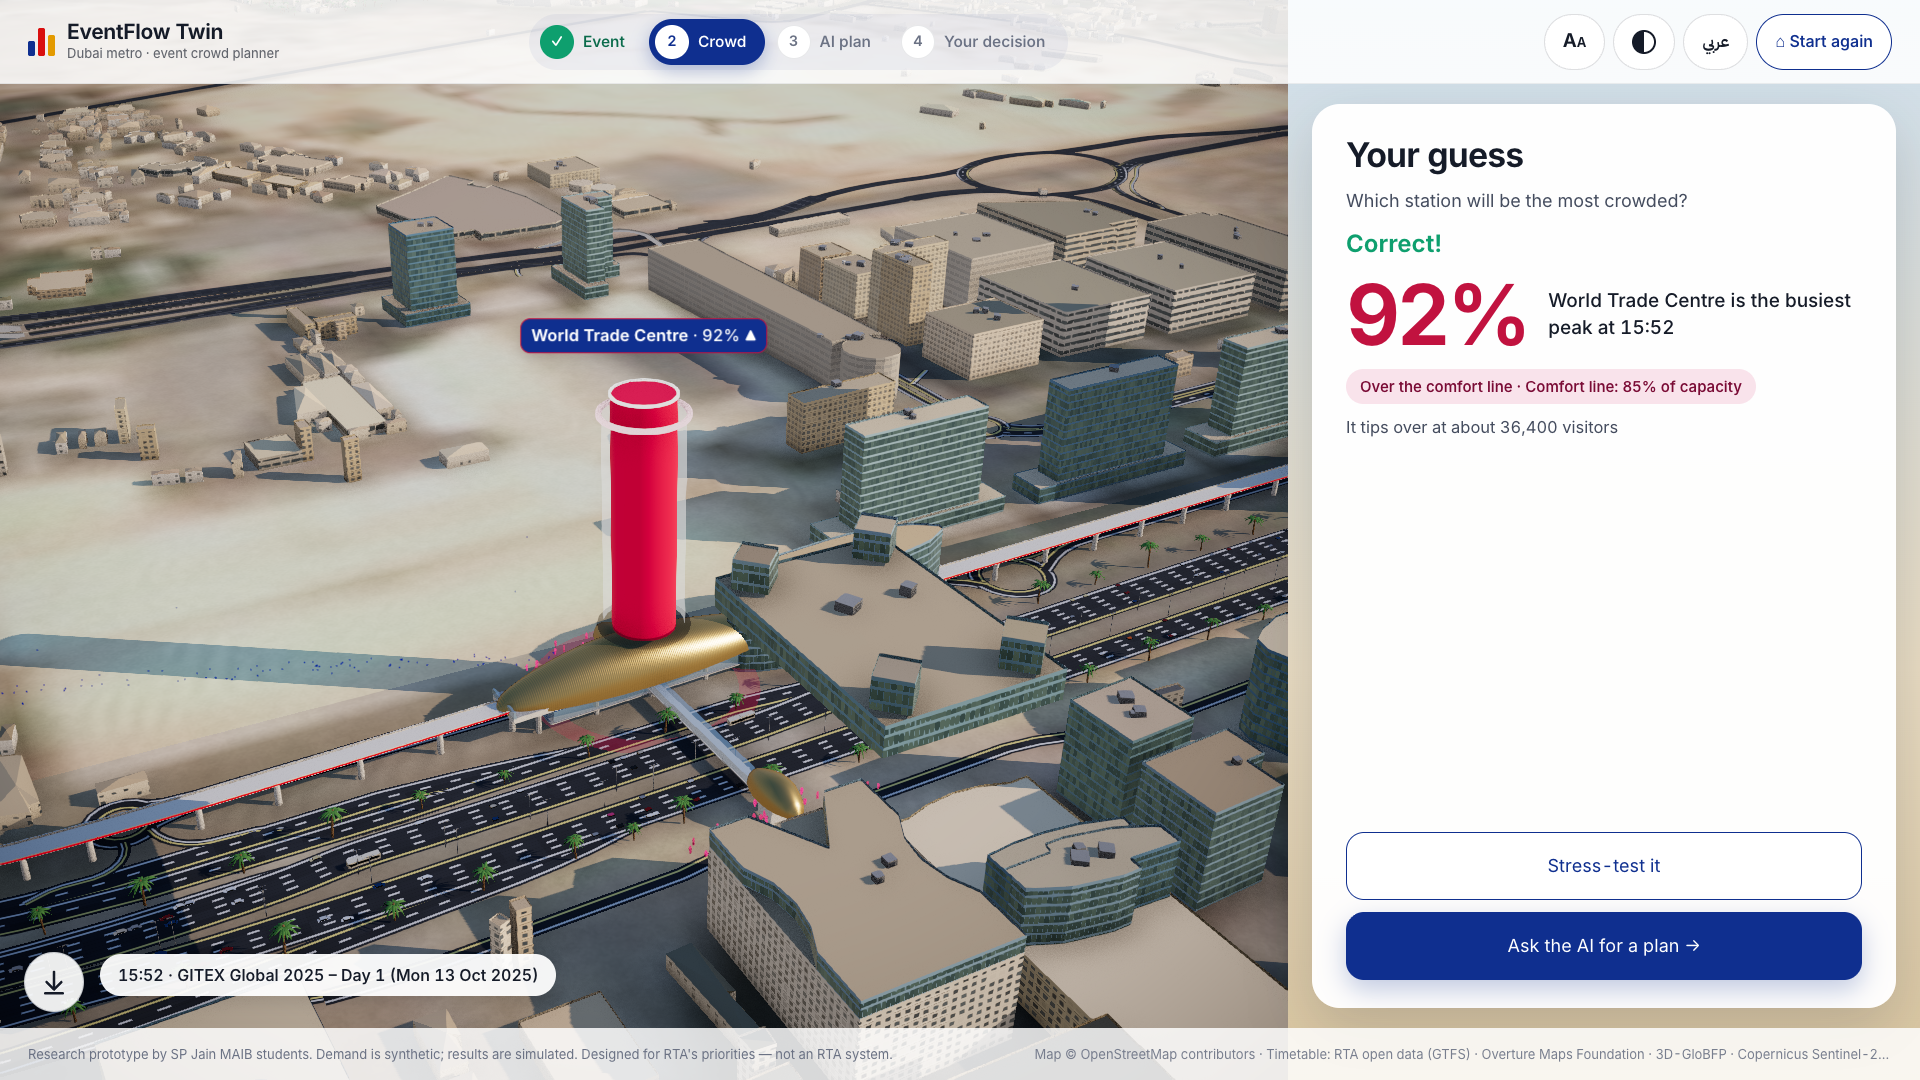 EventFlow Twin
Dubai metro · event crowd planner
✓ Event
2 Crowd
3 AI plan
4 Your decision
AA
عربي
⌂ Start again
World Trade Centre · 92% ▲
Your guess
Which station will be the most crowded?
Correct!
92%
World Trade Centre is the busiest
peak at 15:52
Over the comfort line · Comfort line: 85% of capacity
It tips over at about 36,400 visitors
Stress-test it
Ask the AI for a plan →
15:52 · GITEX Global 2025 – Day 1 (Mon 13 Oct 2025)
Research prototype by SP Jain MAIB students. Demand is synthetic; results are simulated. Designed for RTA's priorities — not an RTA system.
Map © OpenStreetMap contributors · Timetable: RTA open data (GTFS) · Overture Maps Foundation · 3D-GloBFP · Copernicus Sentinel-2...